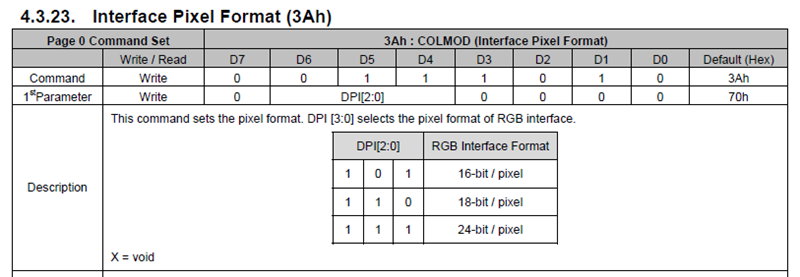 4.3.23. Interface Pixel Format (3Ah)
Page 0 Command Set 3Ah : COLMOD (Interface Pixel Format)
Write / Read D7 D6 D5 D4 D3 D2 D1 D0 Default (Hex)
Command Write 0 0 1 1 1 0 1 0 3Ah
1stParameter Write 0 DPI[2:0] 0 0 0 0 70h
Description
This command sets the pixel format. DPI [3:0] selects the pixel format of RGB interface.
DPI[2:0] RGB Interface Format
1 0 1 16-bit / pixel
1 1 0 18-bit / pixel
1 1 1 24-bit / pixel
X = void